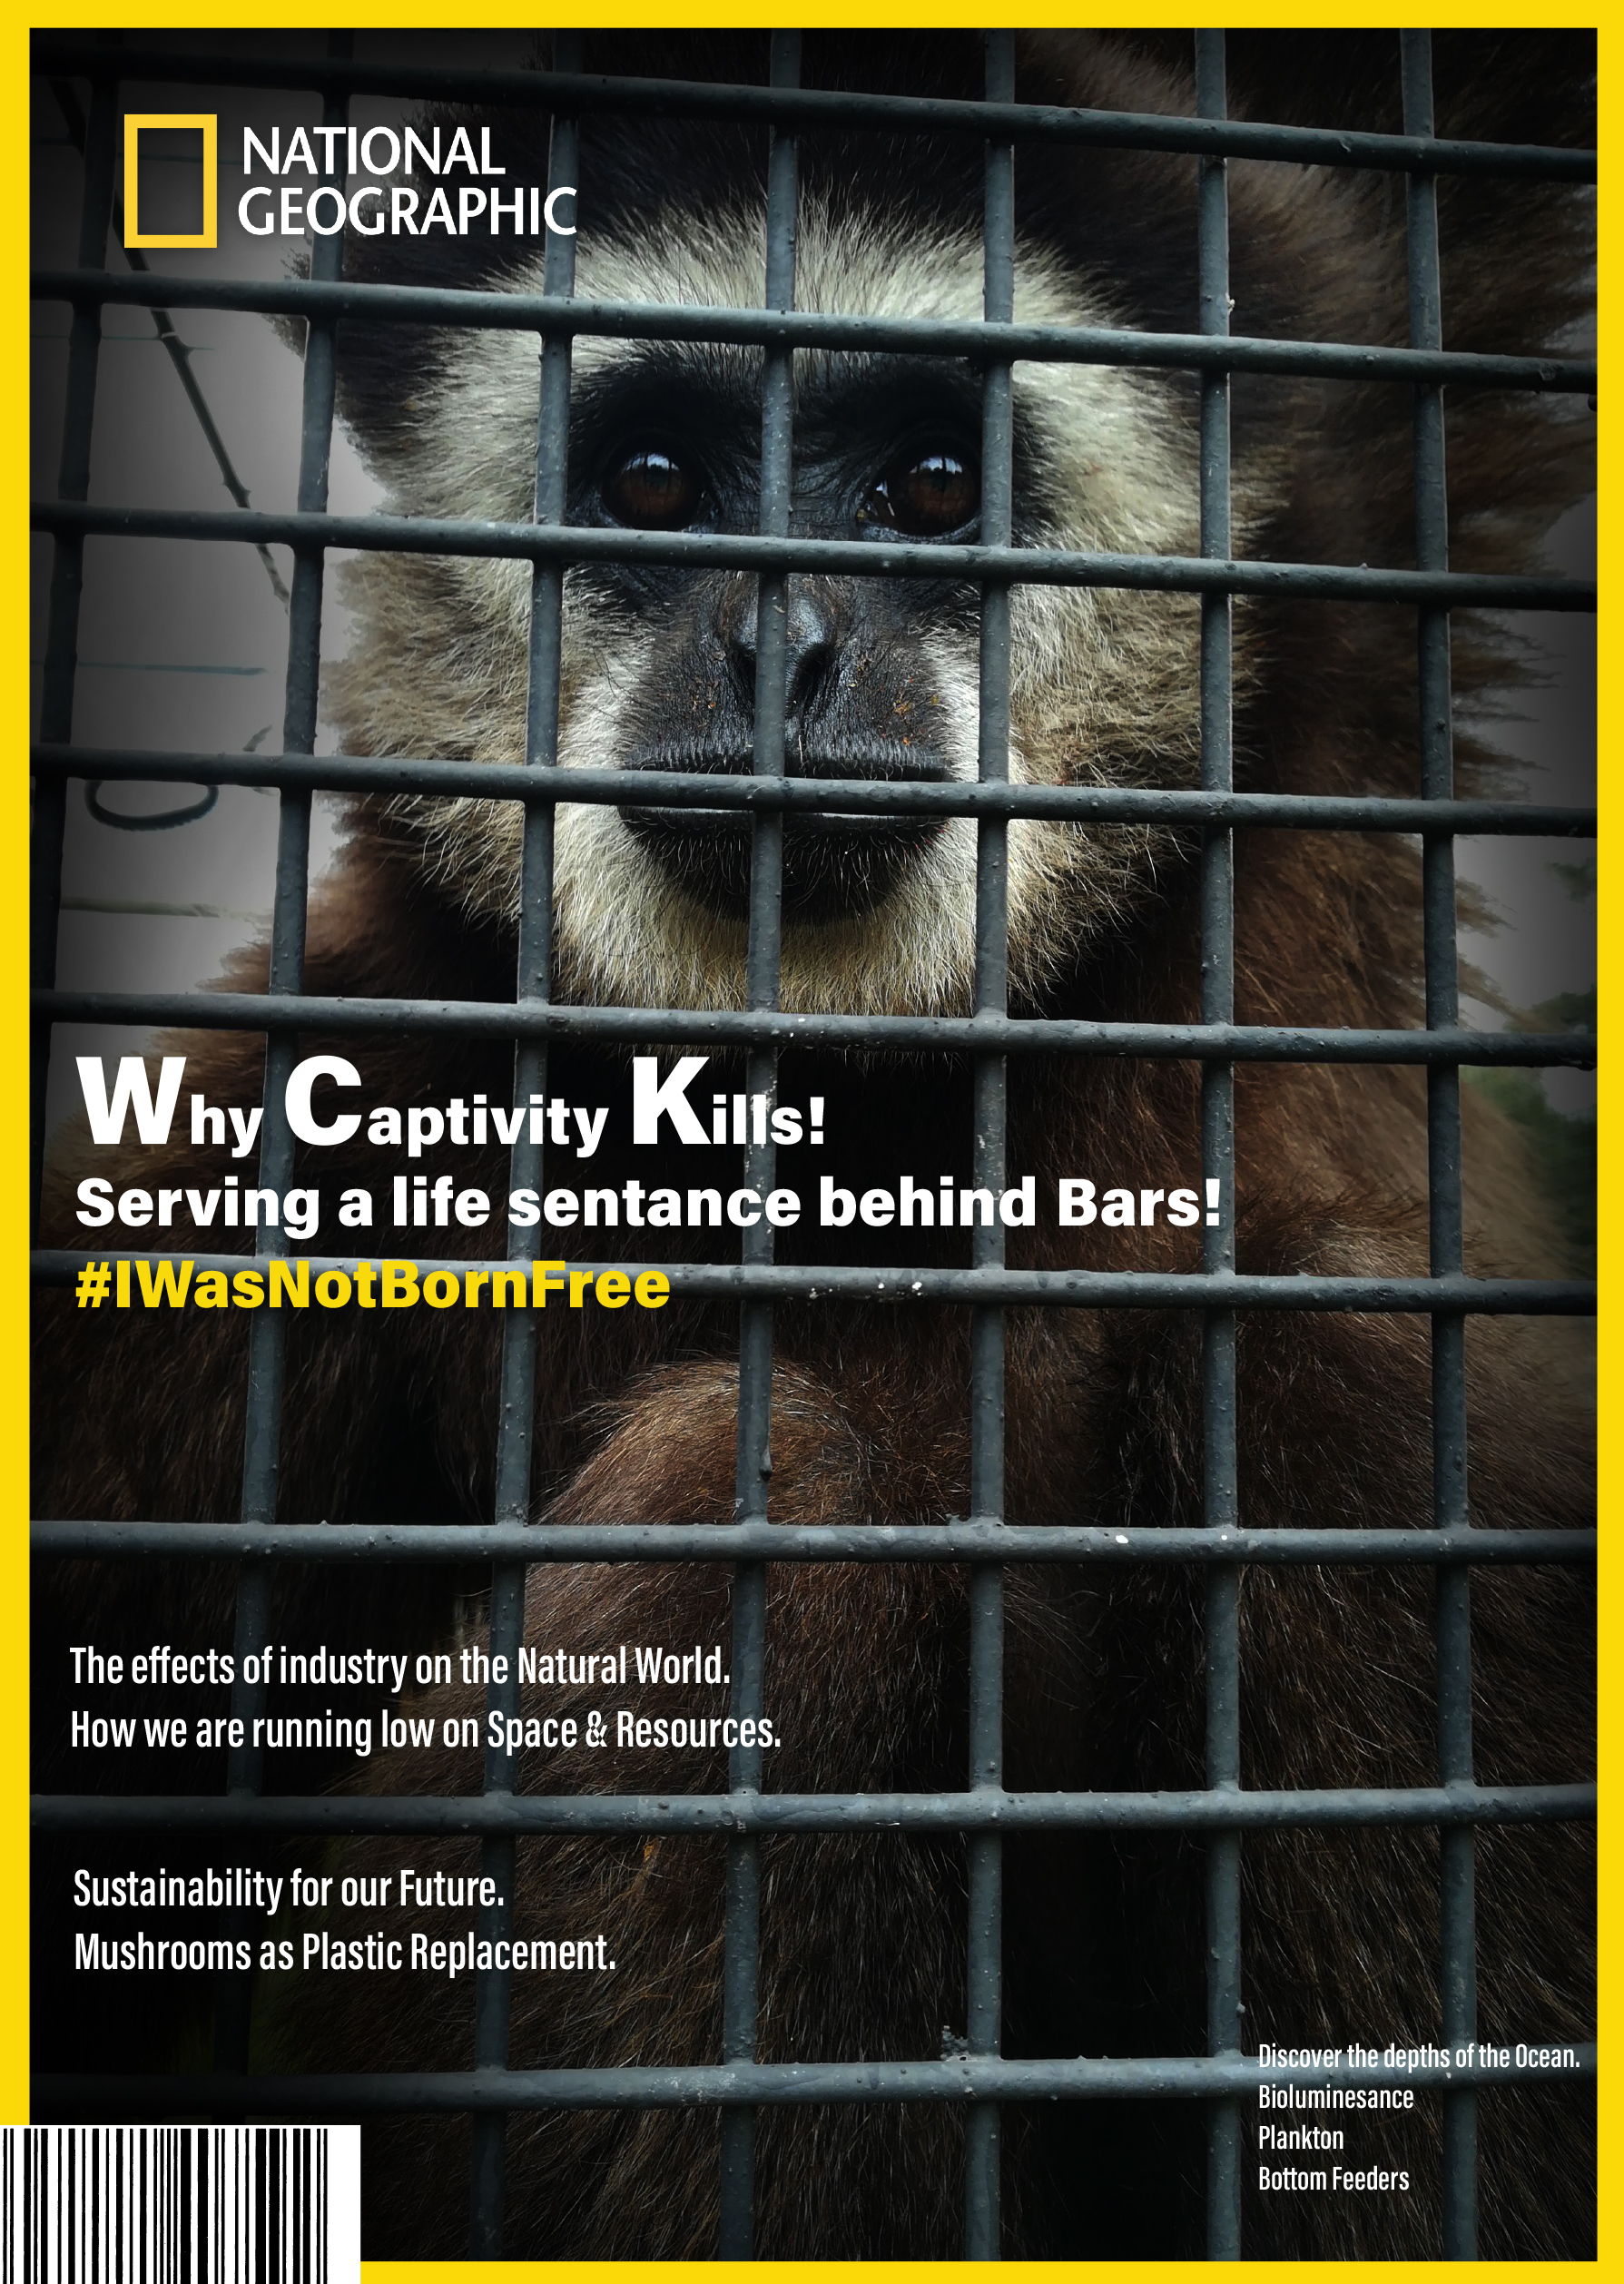 NATIONAL
GEOGRAPHIC
Why Captivity Kills!
Serving a life sentance behind Bars!
#IWasNotBornFree
The effects of industry on the Natural World.
How we are running low on Space & Resources.
Sustainability for our Future.
Mushrooms as Plastic Replacement.
Discover the depths of the Ocean.
Bioluminesance
Plankton
Bottom Feeders